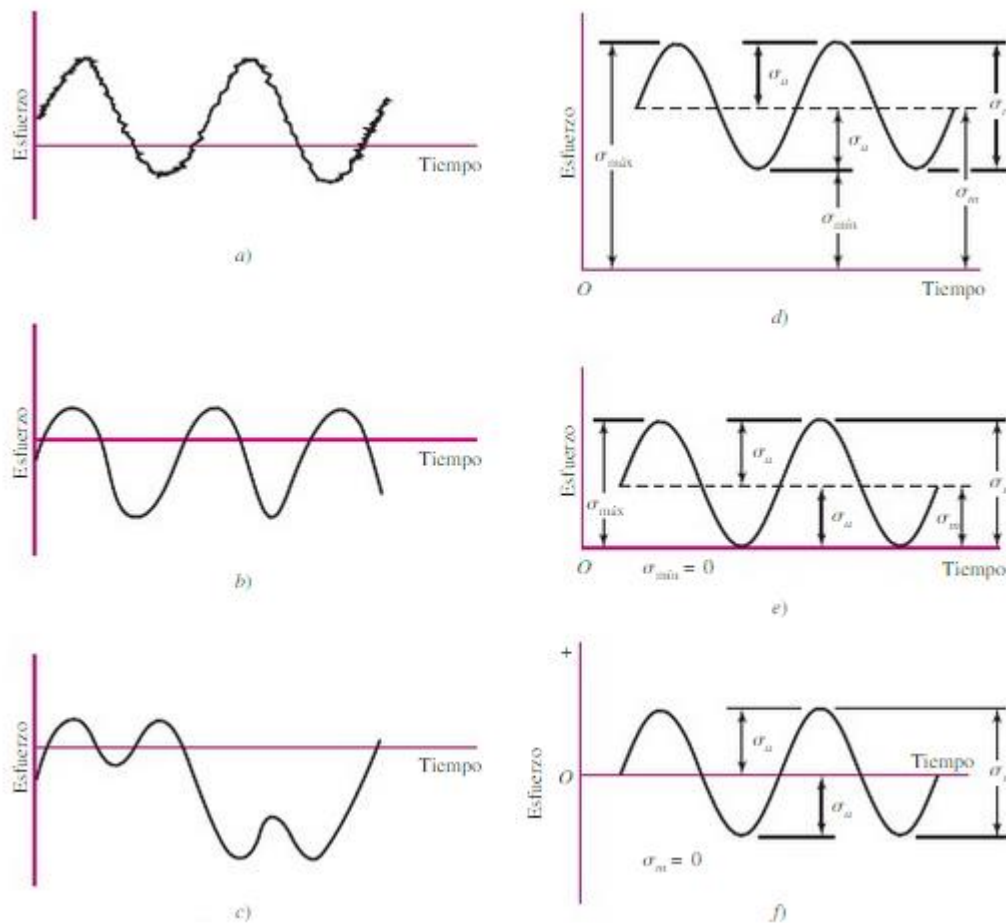 Esfuerzo
Tiempo
a)
Esfuerzo
Tiempo
b)
Esfuerzo
Tiempo
c)
Esfuerzo
σmáx
σa
σa
σmín
σm
O
Tiempo
d)
Esfuerzo
σmáx
σa
σa
σm
O
σmín = 0
Tiempo
e)
+
Esfuerzo
O
σa
σa
Tiempo
σm = 0
f)